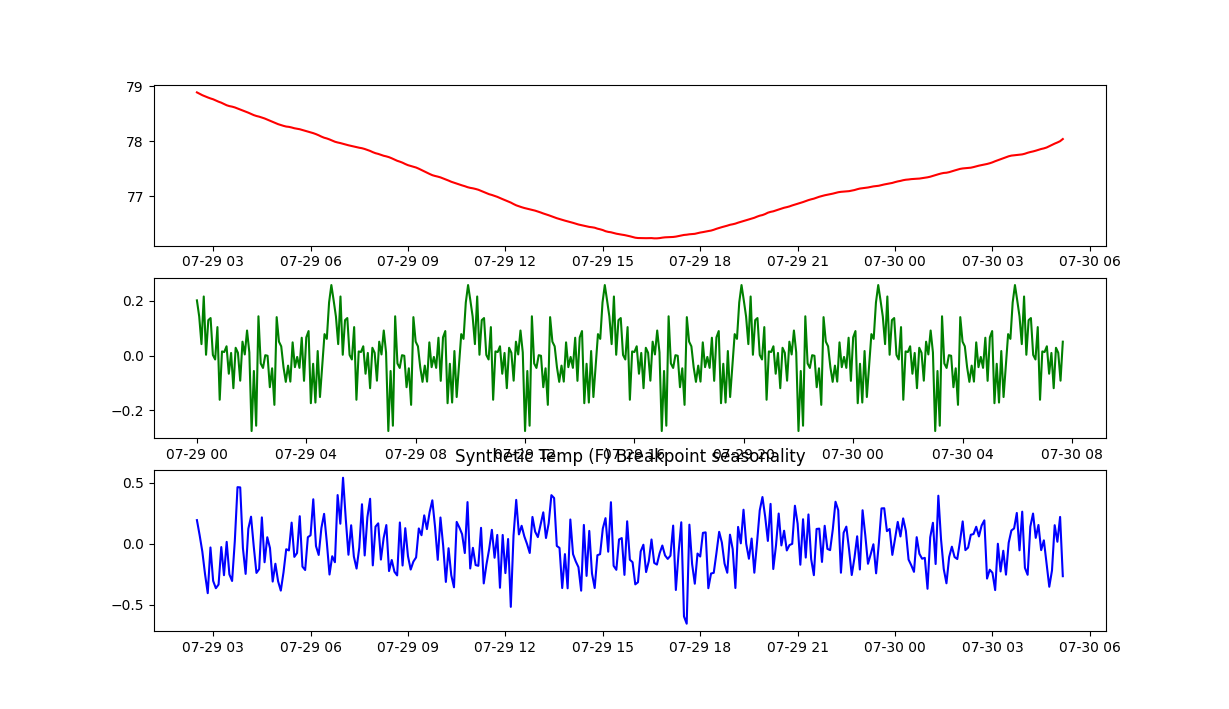 79
78
77
07-29 03 07-29 06 07-29 09 07-29 12 07-29 15 07-29 18 07-29 21 07-30 00 07-30 03 07-30 06
0.2
0.0
−0.2
07-29 00 07-29 04 07-29 08 07-29 12 07-29 16 07-29 20 07-30 00 07-30 04 07-30 08
Synthetic Temp (F) Breakpoint seasonality
0.5
0.0
−0.5
07-29 03 07-29 06 07-29 09 07-29 12 07-29 15 07-29 18 07-29 21 07-30 00 07-30 03 07-30 06